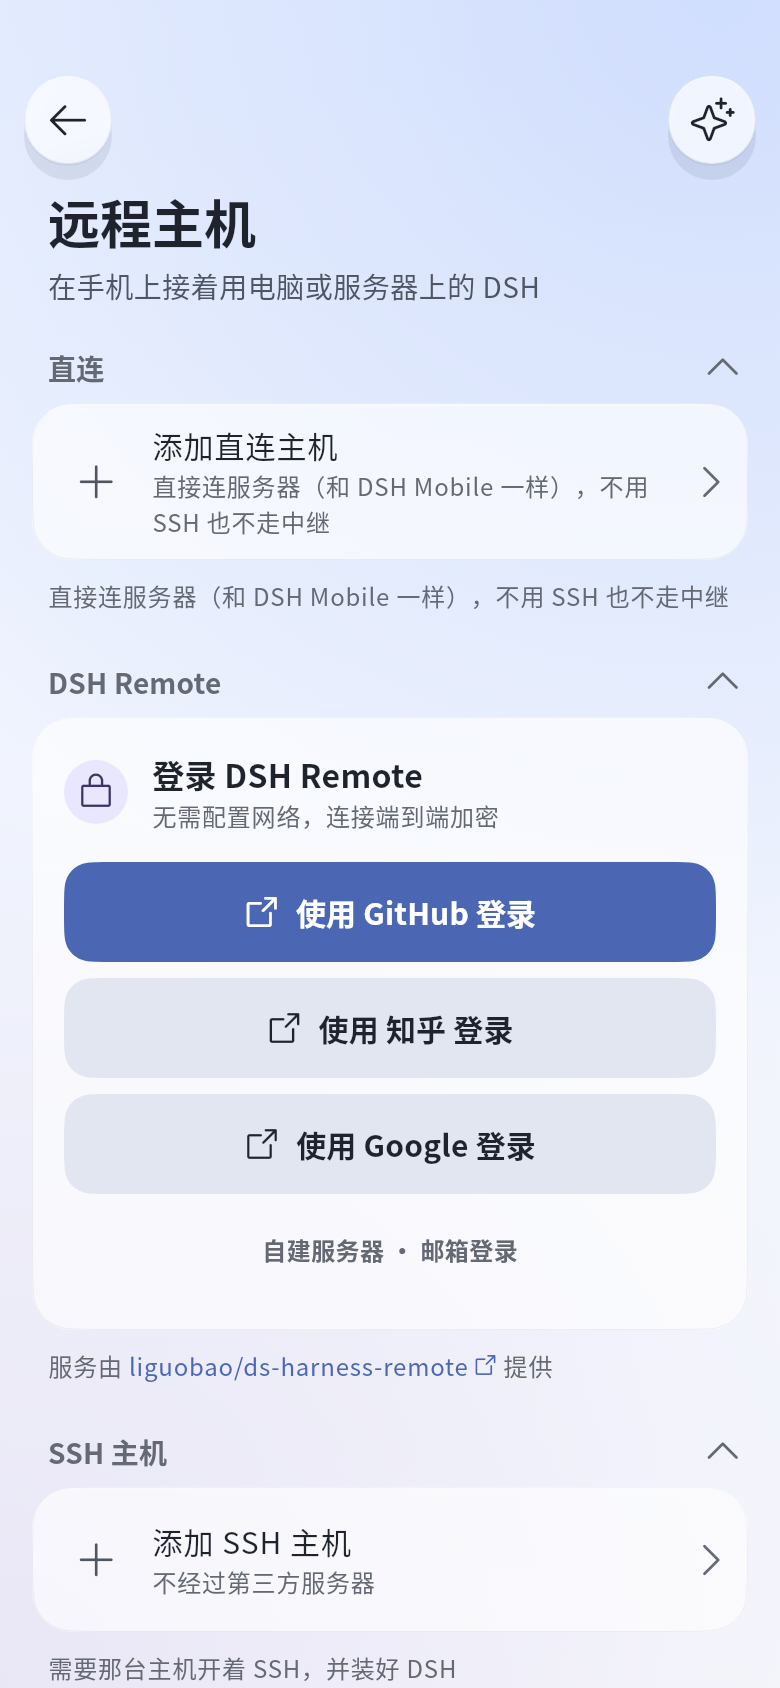 远程主机
在手机上接着用电脑或服务器上的 DSH
直连
添加直连主机
直接连服务器（和 DSH Mobile 一样），不用
SSH 也不走中继
直接连服务器（和 DSH Mobile 一样），不用 SSH 也不走中继
DSH Remote
登录 DSH Remote
无需配置网络，连接端到端加密
使用 GitHub 登录
使用 知乎 登录
使用 Google 登录
自建服务器 • 邮箱登录
服务由 liguobao/ds-harness-remote 提供
SSH 主机
添加 SSH 主机
不经过第三方服务器
需要那台主机开着 SSH，并装好 DSH